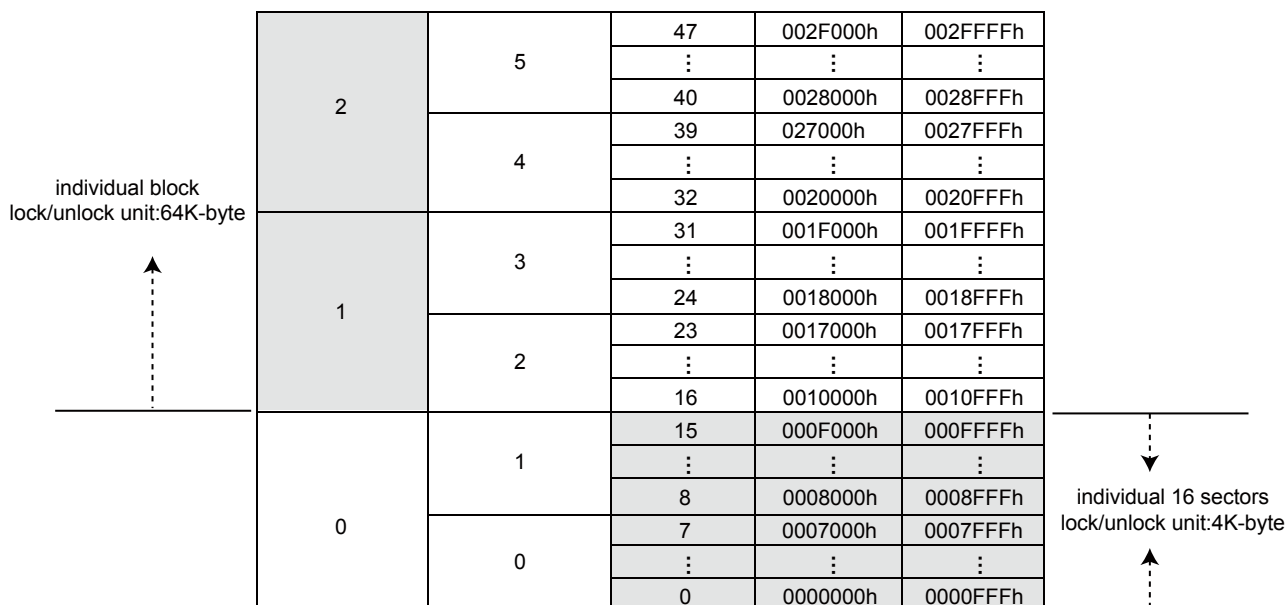 47 002F000h 002FFFFh
5
⋮ ⋮ ⋮
2
40 0028000h 0028FFFh
39 027000h 0027FFFh
4
⋮ ⋮ ⋮
individual block
lock/unlock unit:64K-byte
32 0020000h 0020FFFh
31 001F000h 001FFFFh
3
⋮ ⋮ ⋮
24 0018000h 0018FFFh
1
23 0017000h 0017FFFh
2
⋮ ⋮ ⋮
16 0010000h 0010FFFh
15 000F000h 000FFFFh
1
⋮ ⋮ ⋮
8 0008000h 0008FFFh
individual 16 sectors
lock/unlock unit:4K-byte
0
7 0007000h 0007FFFh
0
⋮ ⋮ ⋮
0 0000000h 0000FFFh